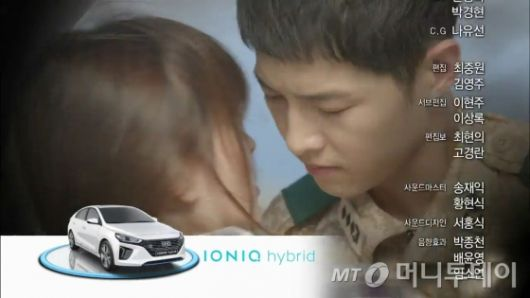 박경현
C.G 나유선
편집 최중원
김영주
서브편집 이현주
이상록
편집보 최현의
고경란
사운드마스터 송재익
황현식
사운드디자인 서홍식
음향효과 박종천
배윤영
임소연
IONIQ hybrid
MT 머니투데이